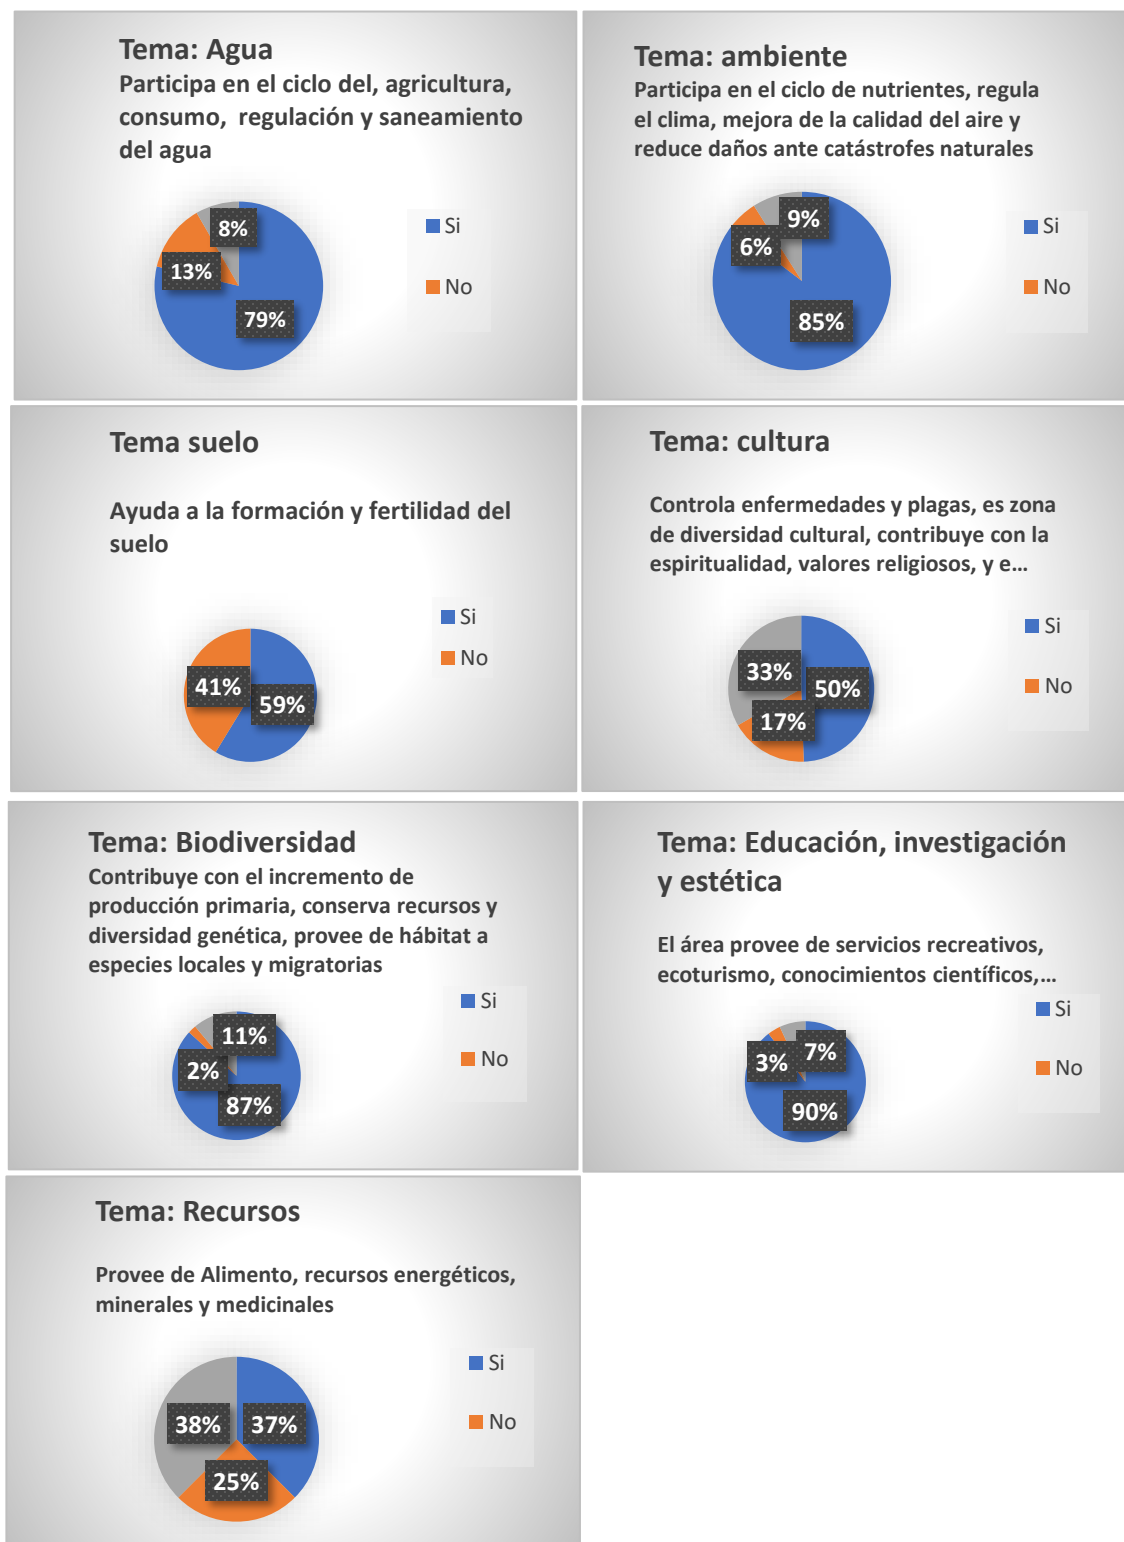 Tema: Agua
Participa en el ciclo del, agricultura,
consumo, regulación y saneamiento
del agua
8%
13%
79%
Si
No
Tema: ambiente
Participa en el ciclo de nutrientes, regula
el clima, mejora de la calidad del aire y
reduce daños ante catástrofes naturales
9%
6%
85%
Si
No
Tema suelo
Ayuda a la formación y fertilidad del
suelo
41%
59%
Si
No
Tema: cultura
Controla enfermedades y plagas, es zona
de diversidad cultural, contribuye con la
espiritualidad, valores religiosos, y e...
33%
50%
17%
Si
No
Tema: Biodiversidad
Contribuye con el incremento de
producción primaria, conserva recursos y
diversidad genética, provee de hábitat a
especies locales y migratorias
11%
2%
87%
Si
No
Tema: Educación, investigación
y estética
El área provee de servicios recreativos,
ecoturismo, conocimientos científicos,...
7%
3%
90%
Si
No
Tema: Recursos
Provee de Alimento, recursos energéticos,
minerales y medicinales
38%
37%
25%
Si
No